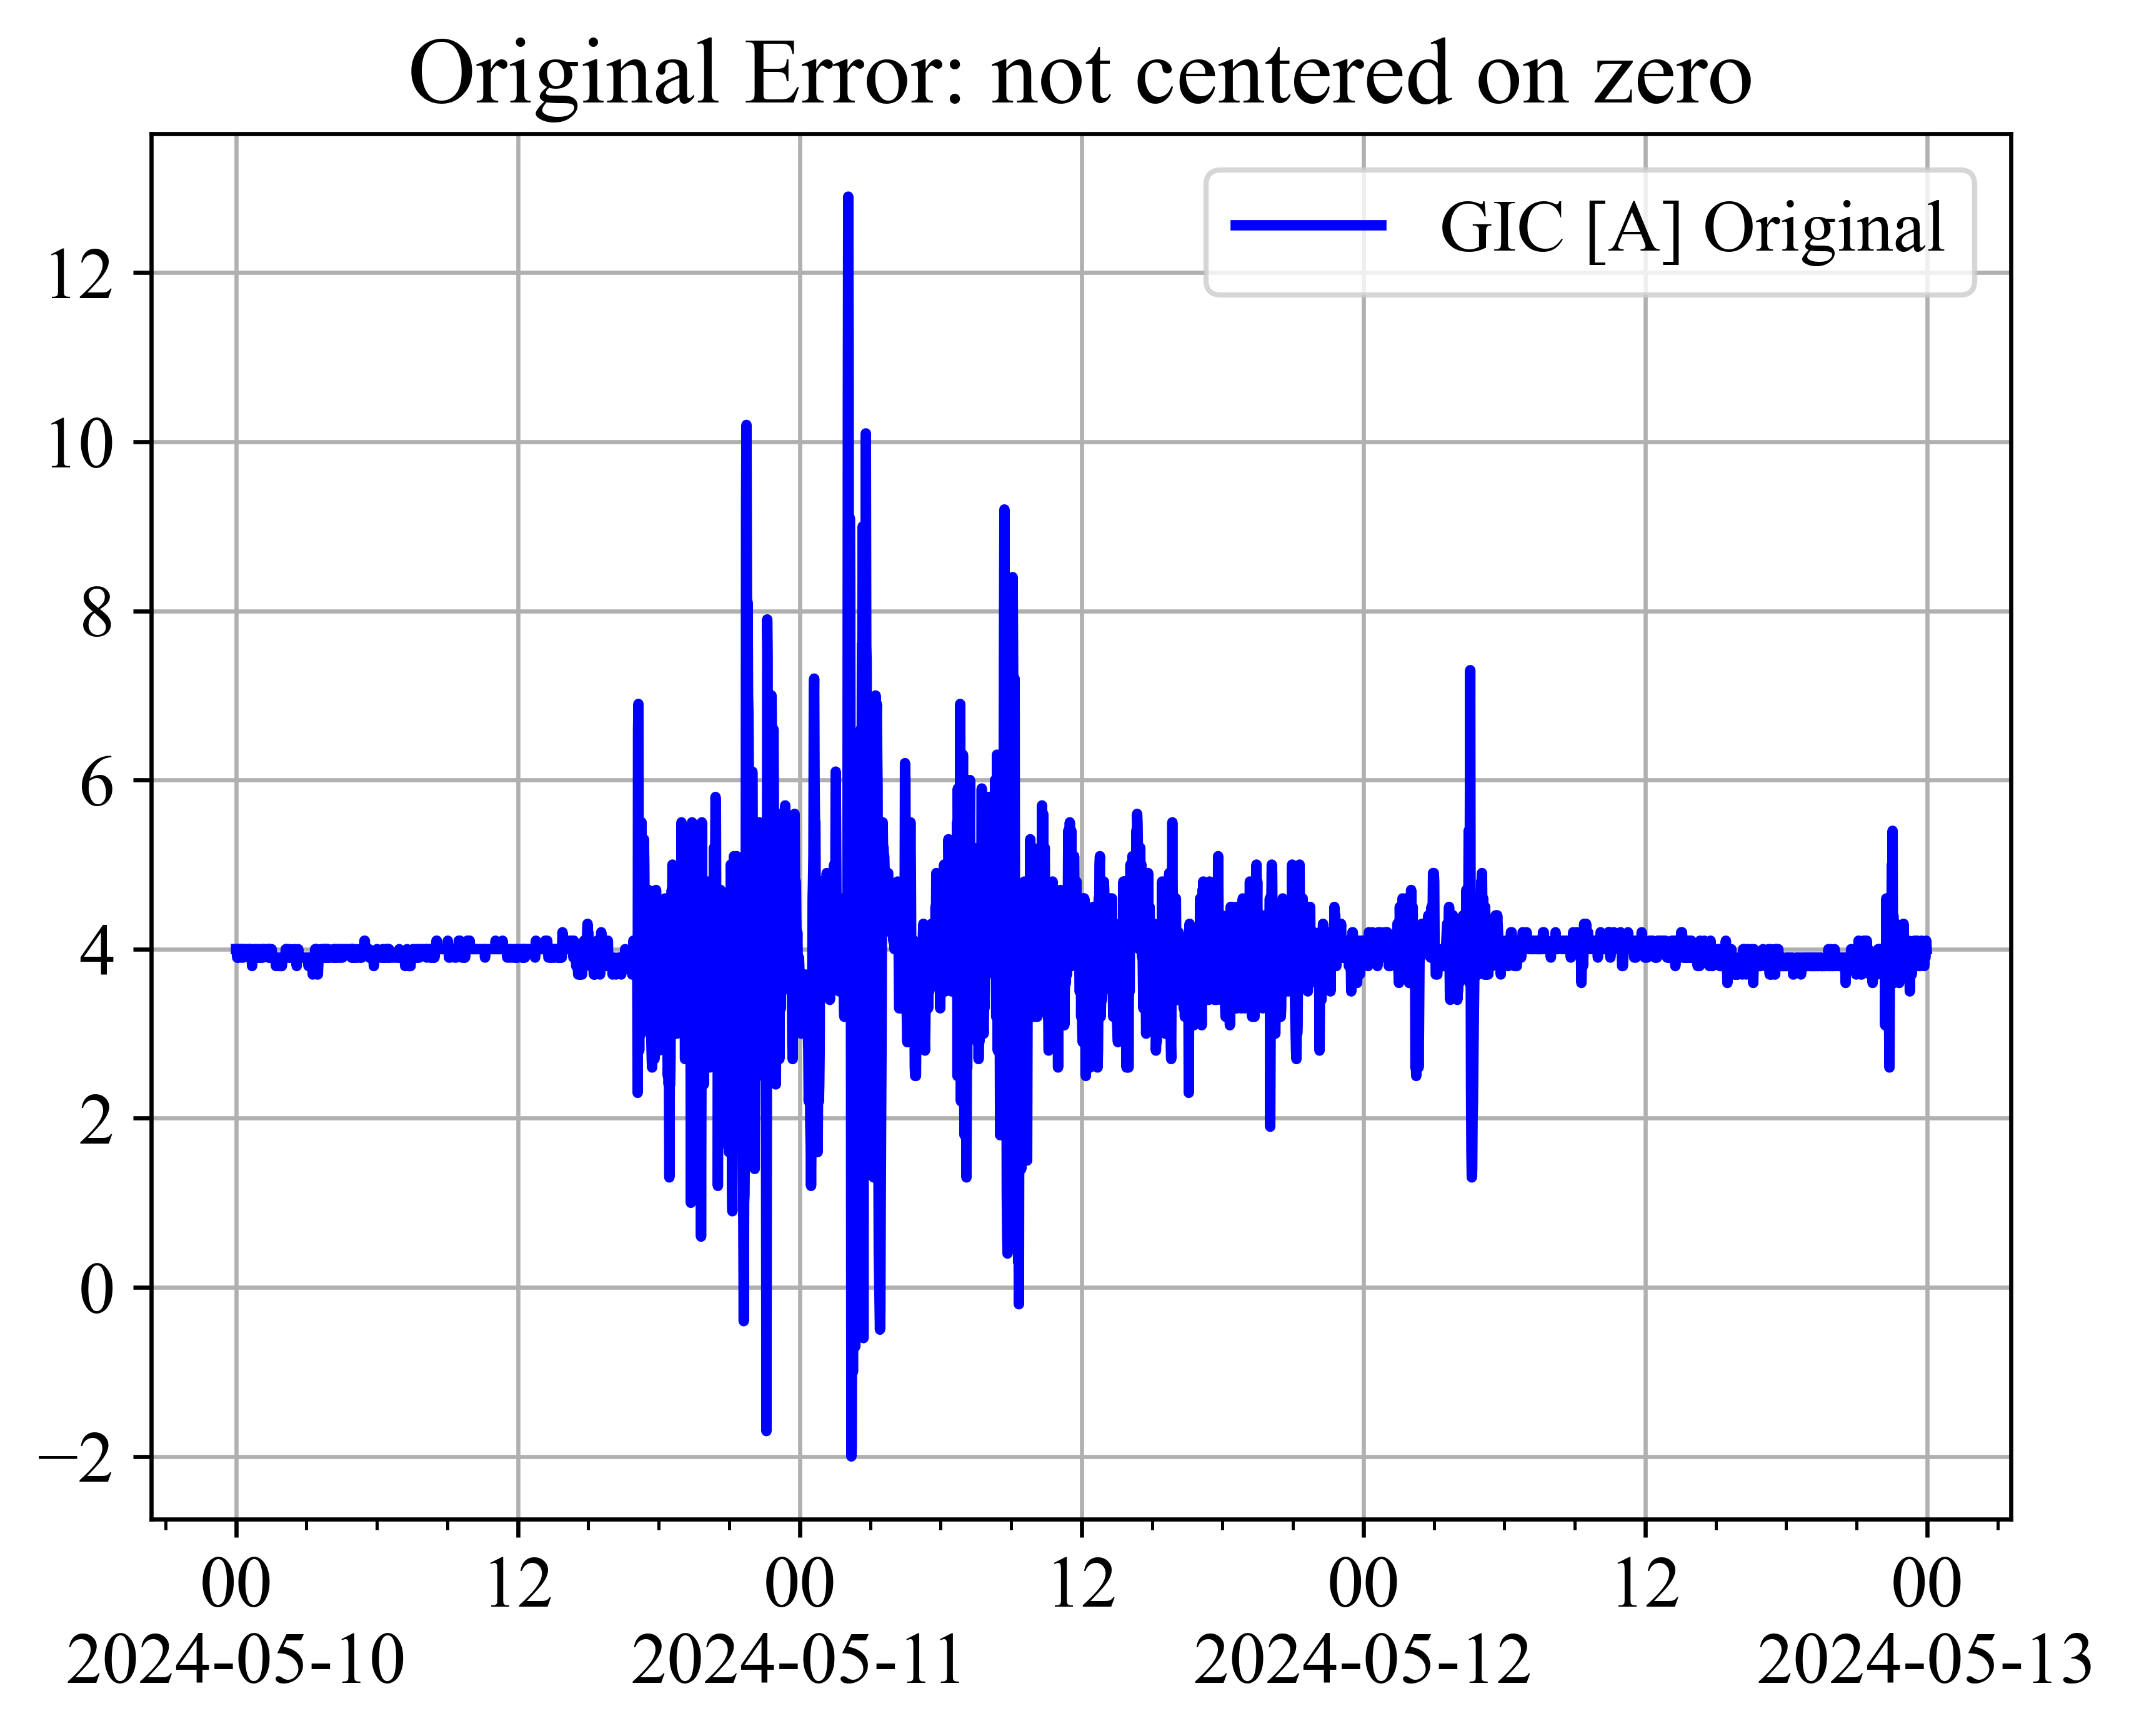 Original Error: not centered on zero
GIC [A] Original
12
10
8
6
4
2
0
−2
00 12 00 12 00 12 00
2024-05-10 2024-05-11 2024-05-12 2024-05-13